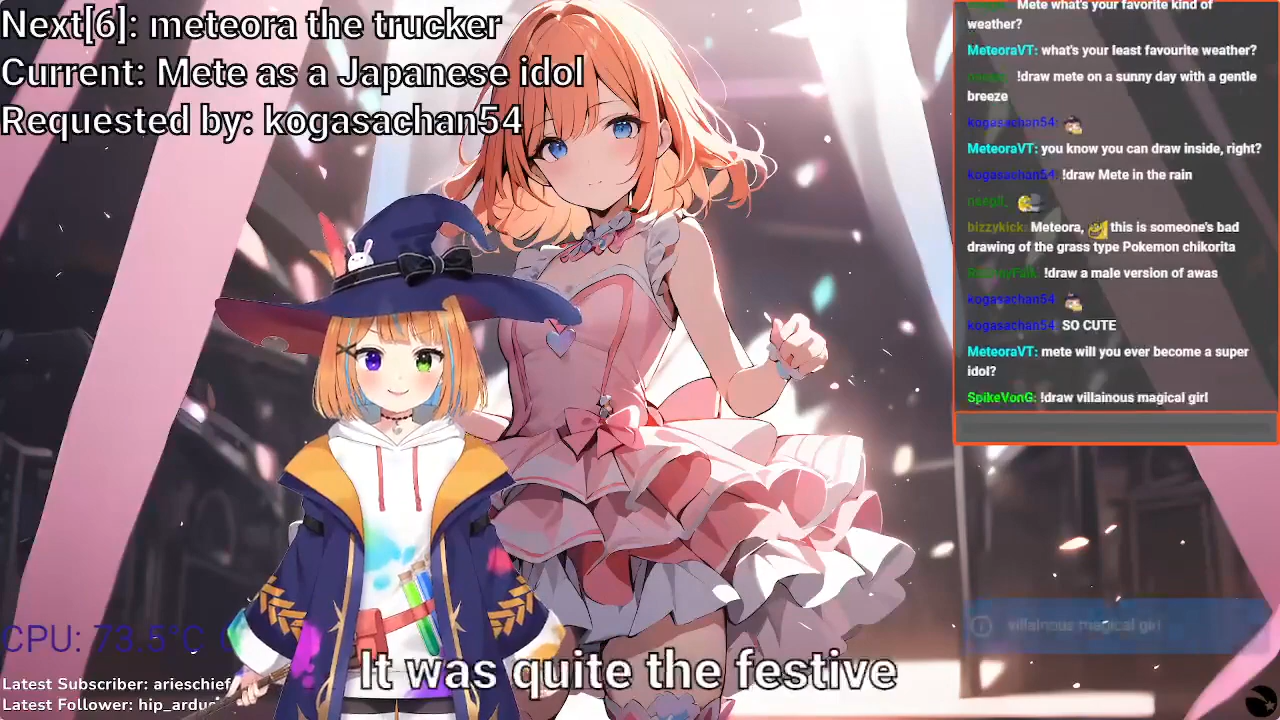 Next[6]: meteora the trucker
Current: Mete as a Japanese idol
Requested by: kogasachan54
Mete what's your favorite kind of
weather?
MeteoraVT: what's your least favourite weather?
!draw mete on a sunny day with a gentle
breeze
kogasachan54:
MeteoraVT: you know you can draw inside, right?
kogasachan54: !draw Mete in the rain
bizzykick: Meteora, this is someone's bad
drawing of the grass type Pokemon chikorita
!draw a male version of awas
kogasachan54:
kogasachan54: SO CUTE
MeteoraVT: mete will you ever become a super
idol?
SpikeVonG: !draw villainous magical girl
villainous magical girl
CPU: 73.5°C
It was quite the festive
Latest Subscriber: arieschief
Latest Follower: hip_ardu